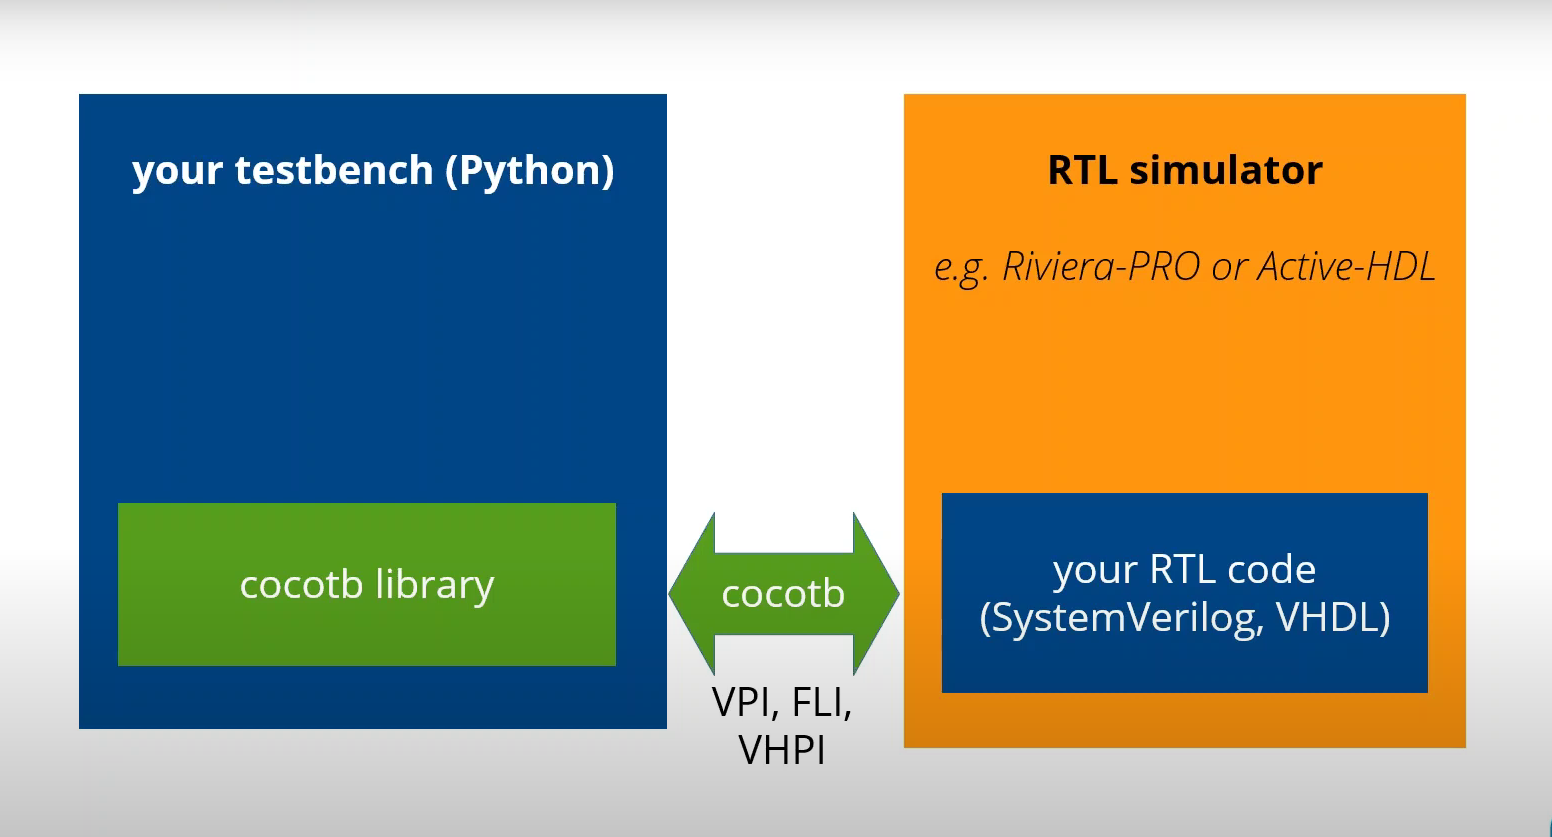 your testbench (Python)
cocotb library
cocotb
VPI, FLI,
VHPI
RTL simulator
e.g. Riviera-PRO or Active-HDL
your RTL code
(SystemVerilog, VHDL)